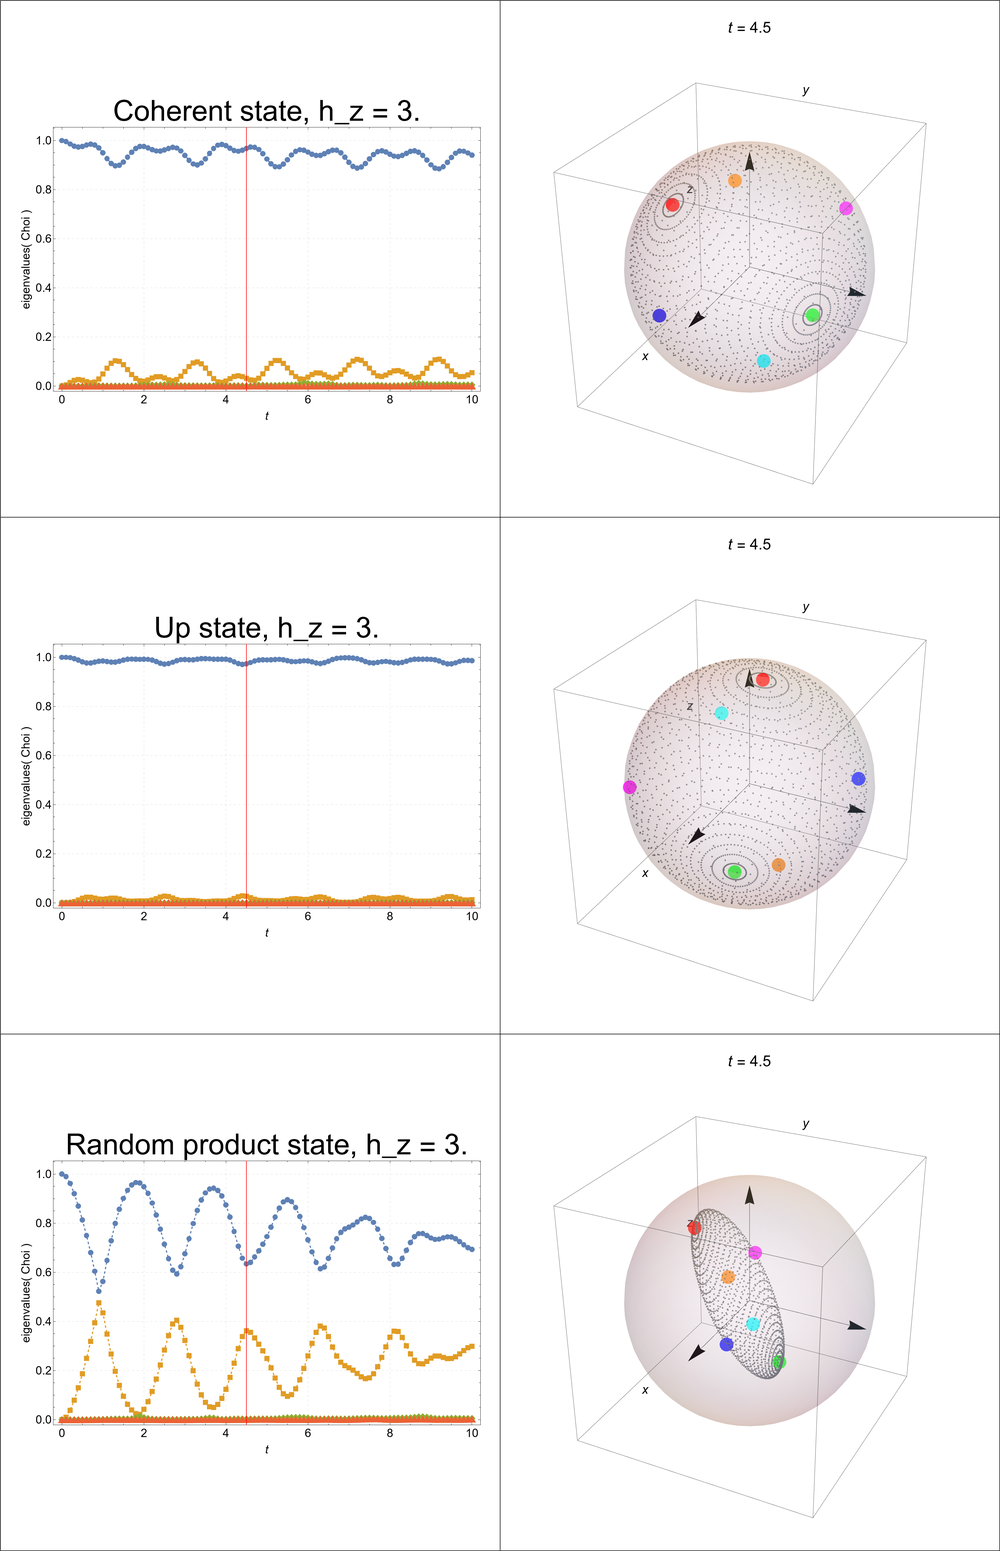 Coherent state, h_z = 3.
eigenvalues( Choi )
1.0
0.8
0.6
0.4
0.2
0.0
0 2 4 6 8 10
t
t = 4.5
y
z
x
Up state, h_z = 3.
eigenvalues( Choi )
1.0
0.8
0.6
0.4
0.2
0.0
0 2 4 6 8 10
t
t = 4.5
y
z
x
Random product state, h_z = 3.
eigenvalues( Choi )
1.0
0.8
0.6
0.4
0.2
0.0
0 2 4 6 8 10
t
t = 4.5
y
z
x